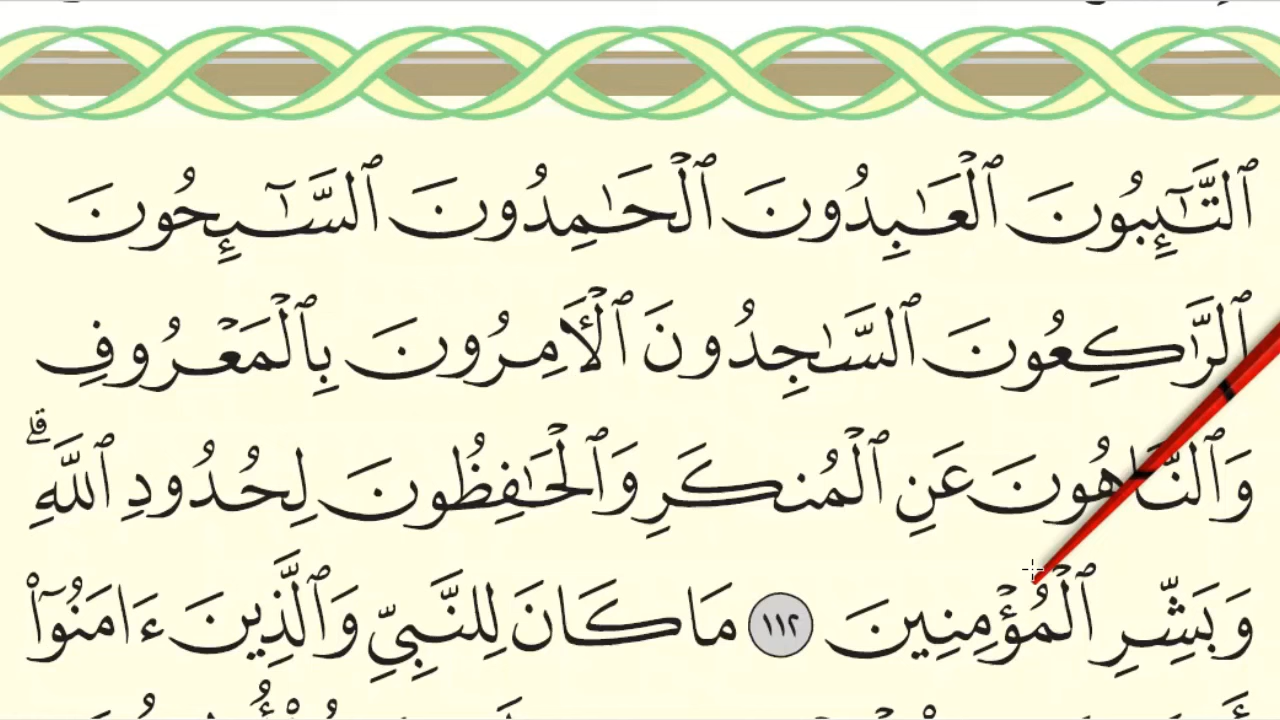 ٱلتَّٰٓئِبُونَ ٱلْعَٰبِدُونَ ٱلْحَٰمِدُونَ ٱلسَّٰٓئِحُونَ
ٱلرَّٰكِعُونَ ٱلسَّٰجِدُونَ ٱلْأٓمِرُونَ بِٱلْمَعْرُوفِ
وَٱلنَّاهُونَ عَنِ ٱلْمُنكَرِ وَٱلْحَٰفِظُونَ لِحُدُودِ ٱللَّهِ ۗ
وَبَشِّرِ ٱلْمُؤْمِنِينَ ١١٢ مَا كَانَ لِلنَّبِيِّ وَٱلَّذِينَ ءَامَنُوٓا۟